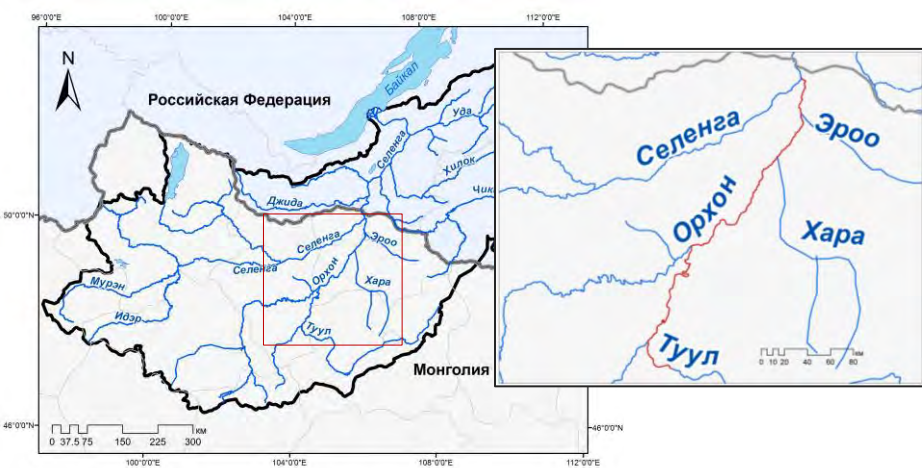 96°0'0"E 100°0'0"E 104°0'0"E 108°0'0"E 112°0'0"E
N
Российская Федерация
Байкал
Уда
Селенга
Хилок
Джида
50°0'0"N
Селенга
Эроо
Селенга
Орхон
Хара
Мурэн
Идэр
Туул
Монголия
46°0'0"N
46°0'0"N
км
0 37.5 75 150 225 300
100°0'0"E 104°0'0"E 108°0'0"E 112°0'0"E
Селенга
Эроо
Орхон
Хара
Туул
км
0 10 20 40 60 80